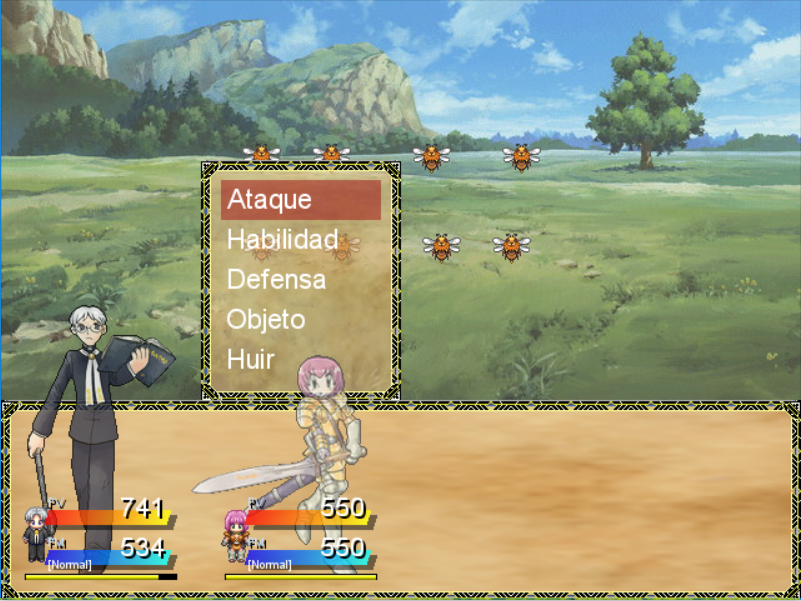 Ataque
Habilidad
Defensa
Objeto
Huir
PV 741
PV 550
PM 534
PM 550
[Normal]
[Normal]